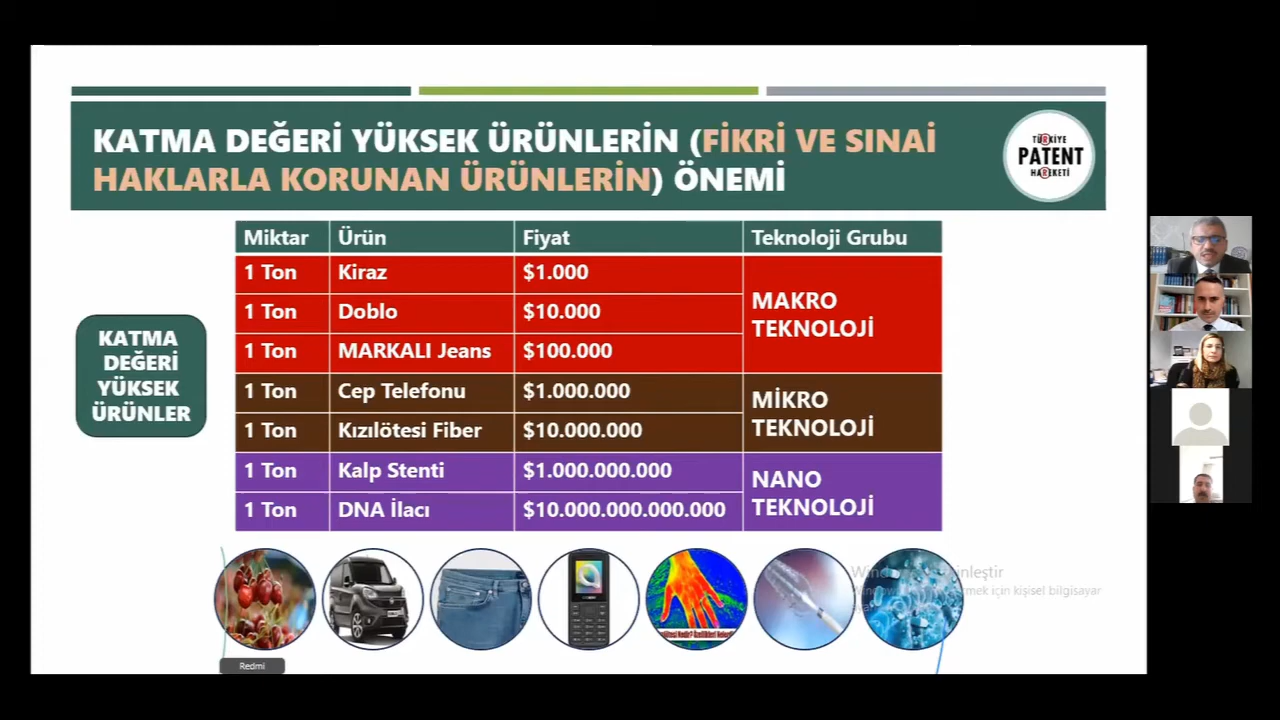 KATMA DEĞERİ YÜKSEK ÜRÜNLERİN (FİKRİ VE SINAİ
HAKLARLA KORUNAN ÜRÜNLERİN) ÖNEMİ
TÜRKİYE
PATENT
HAREKETİ
KATMA
DEĞERİ
YÜKSEK
ÜRÜNLER
Miktar Ürün Fiyat Teknoloji Grubu
1 Ton Kiraz $1.000
1 Ton Doblo $10.000
1 Ton MARKALI Jeans $100.000
MAKRO
TEKNOLOJİ
1 Ton Cep Telefonu $1.000.000
1 Ton Kızılötesi Fiber $10.000.000
MİKRO
TEKNOLOJİ
1 Ton Kalp Stenti $1.000.000.000
1 Ton DNA İlacı $10.000.000.000.000
NANO
TEKNOLOJİ
için kişisel bilgisayar
Redmi